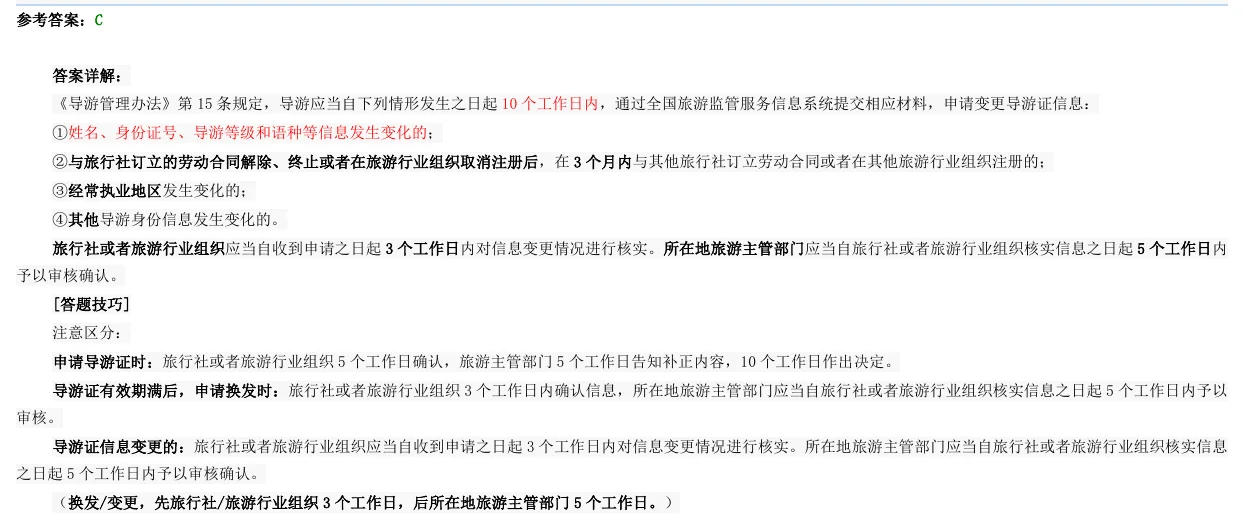 参考答案：C
答案详解：
《导游管理办法》第 15 条规定，导游应当自下列情形发生之日起 10 个工作日内，通过全国旅游监管服务信息系统提交相应材料，申请变更导游证信息：
①姓名、身份证号、导游等级和语种等信息发生变化的；
②与旅行社订立的劳动合同解除、终止或者在旅游行业组织取消注册后，在 3 个月内与其他旅行社订立劳动合同或者在其他旅游行业组织注册的；
③经常执业地区发生变化的；
④其他导游身份信息发生变化的。
旅行社或者旅游行业组织应当自收到申请之日起 3 个工作日内对信息变更情况进行核实。所在地旅游主管部门应当自旅行社或者旅游行业组织核实信息之日起 5 个工作日内
予以审核确认。
[答题技巧]
注意区分：
申请导游证时：旅行社或者旅游行业组织 5 个工作日确认，旅游主管部门 5 个工作日告知补正内容，10 个工作日作出决定。
导游证有效期满后，申请换发时：旅行社或者旅游行业组织 3 个工作日内确认信息，所在地旅游主管部门应当自旅行社或者旅游行业组织核实信息之日起 5 个工作日内予以
审核。
导游证信息变更的：旅行社或者旅游行业组织应当自收到申请之日起 3 个工作日内对信息变更情况进行核实。所在地旅游主管部门应当自旅行社或者旅游行业组织核实信息
之日起 5 个工作日内予以审核确认。
（换发/变更，先旅行社/旅游行业组织 3 个工作日，后所在地旅游主管部门 5 个工作日。）